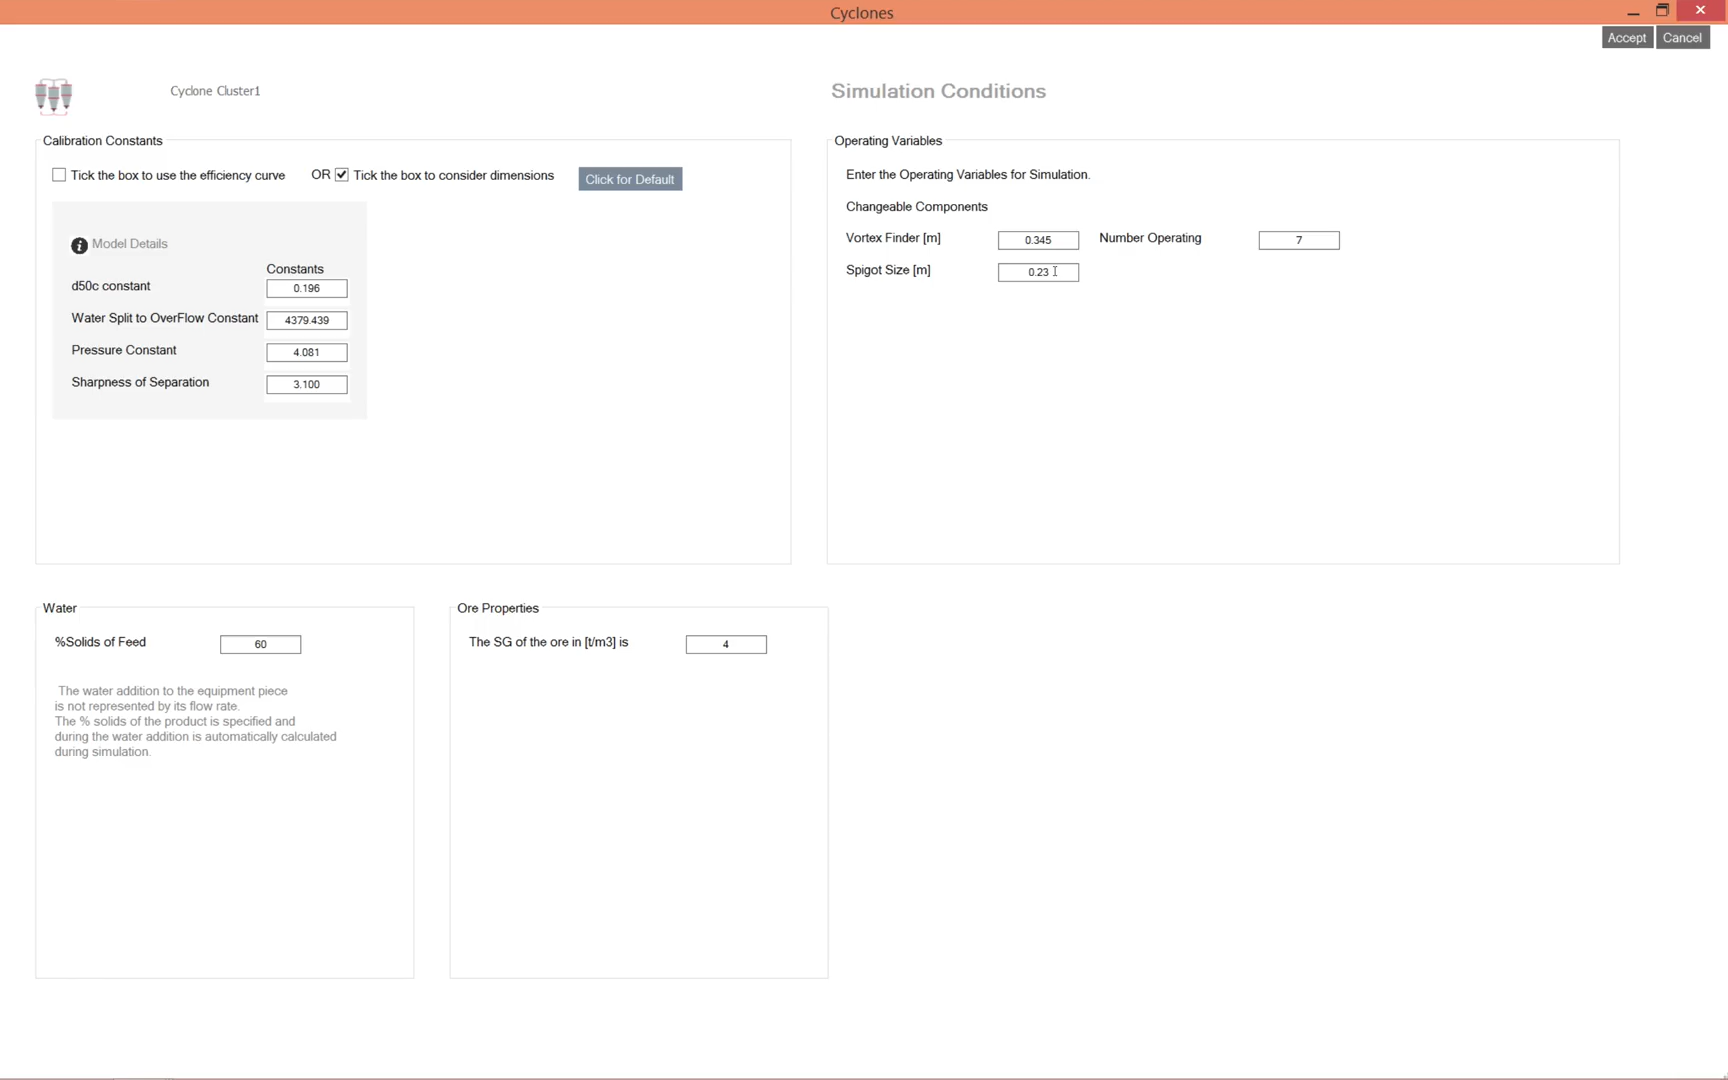 Cyclones
Accept Cancel
Cyclone Cluster1
Simulation Conditions
Calibration Constants
Tick the box to use the efficiency curve OR Tick the box to consider dimensions Click for Default
Model Details
Constants
d50c constant 0.196
Water Split to OverFlow Constant 4379.439
Pressure Constant 4.081
Sharpness of Separation 3.100
Operating Variables
Enter the Operating Variables for Simulation.
Changeable Components
Vortex Finder [m] 0.345 Number Operating 7
Spigot Size [m] 0.23
Water
%Solids of Feed 60
The water addition to the equipment piece
is not represented by its flow rate.
The % solids of the product is specified and
during the water addition is automatically calculated
during simulation.
Ore Properties
The SG of the ore in [t/m3] is 4